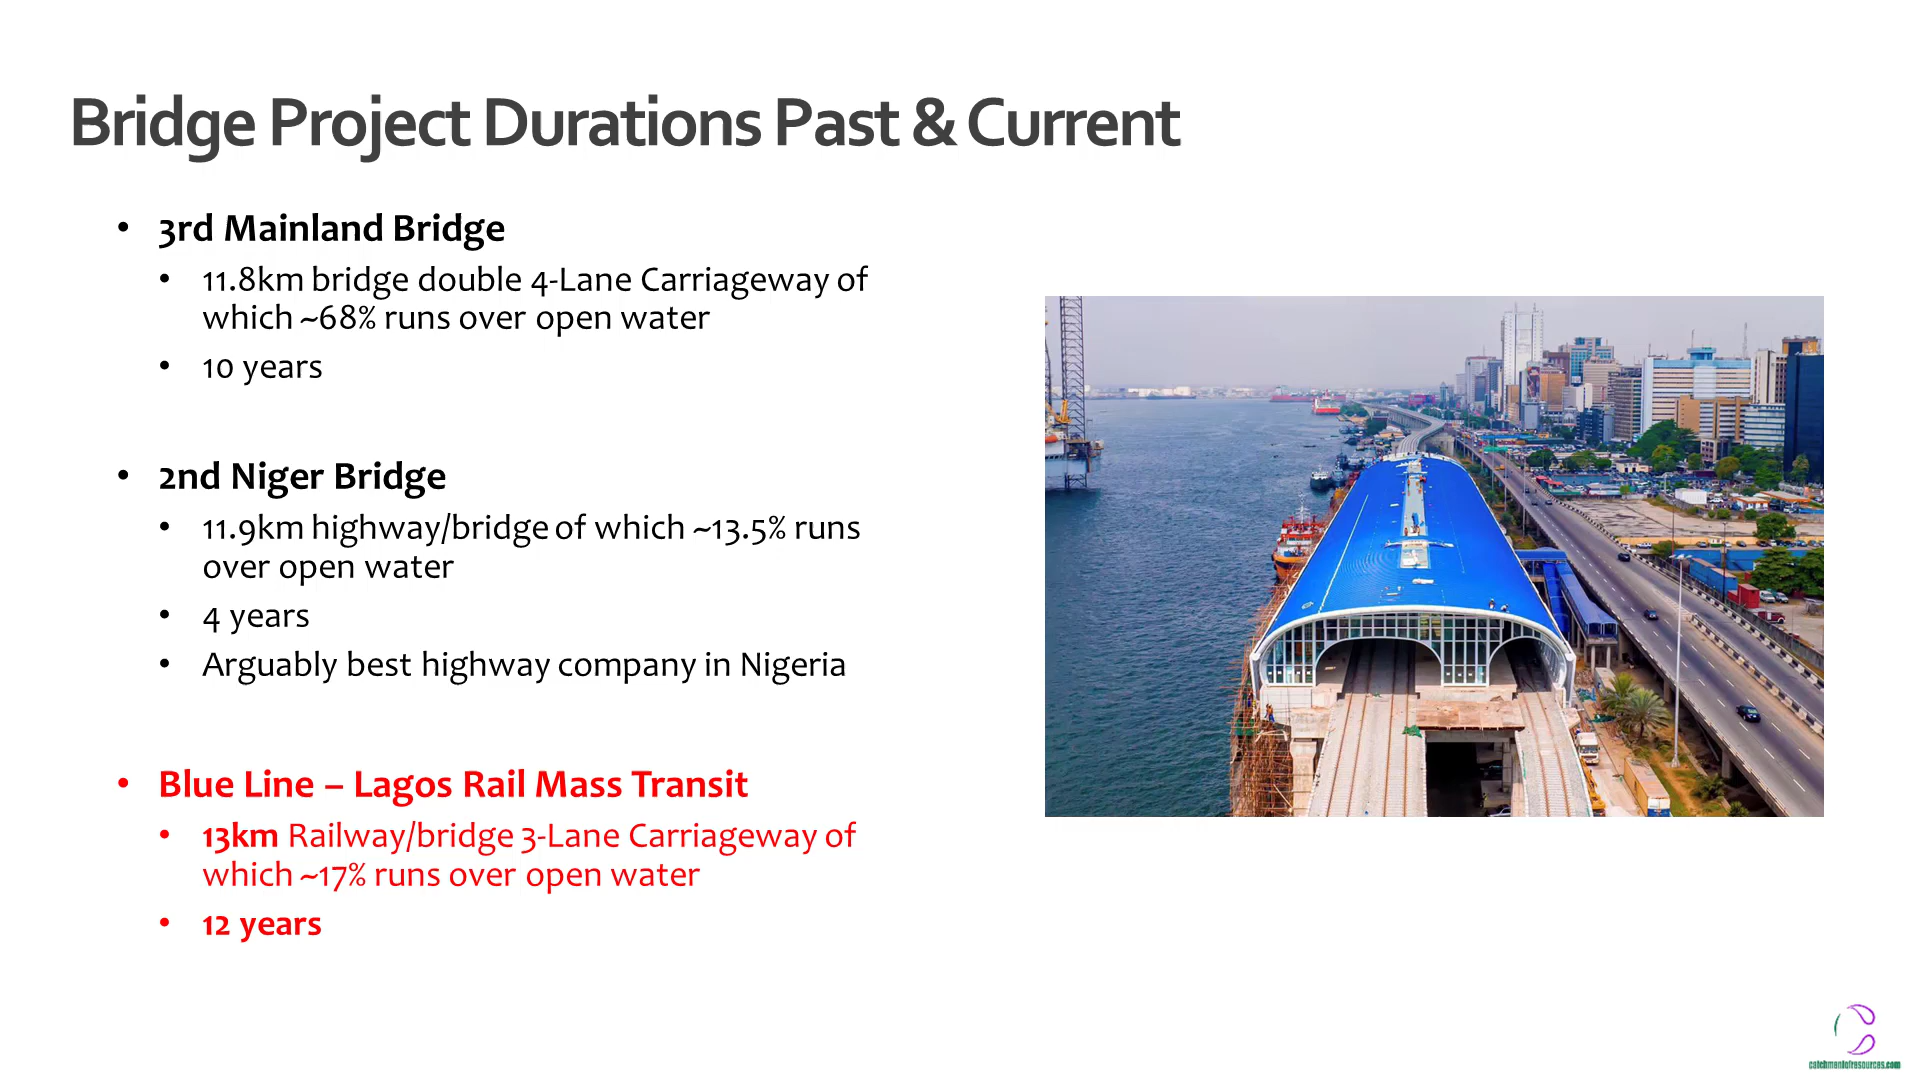 Bridge Project Durations Past & Current
• 3rd Mainland Bridge
• 11.8km bridge double 4-Lane Carriageway of
which ~68% runs over open water
• 10 years
• 2nd Niger Bridge
• 11.9km highway/bridge of which ~13.5% runs
over open water
• 4 years
• Arguably best highway company in Nigeria
• Blue Line – Lagos Rail Mass Transit
• 13km Railway/bridge 3-Lane Carriageway of
which ~17% runs over open water
• 12 years
catchmentofresources.com